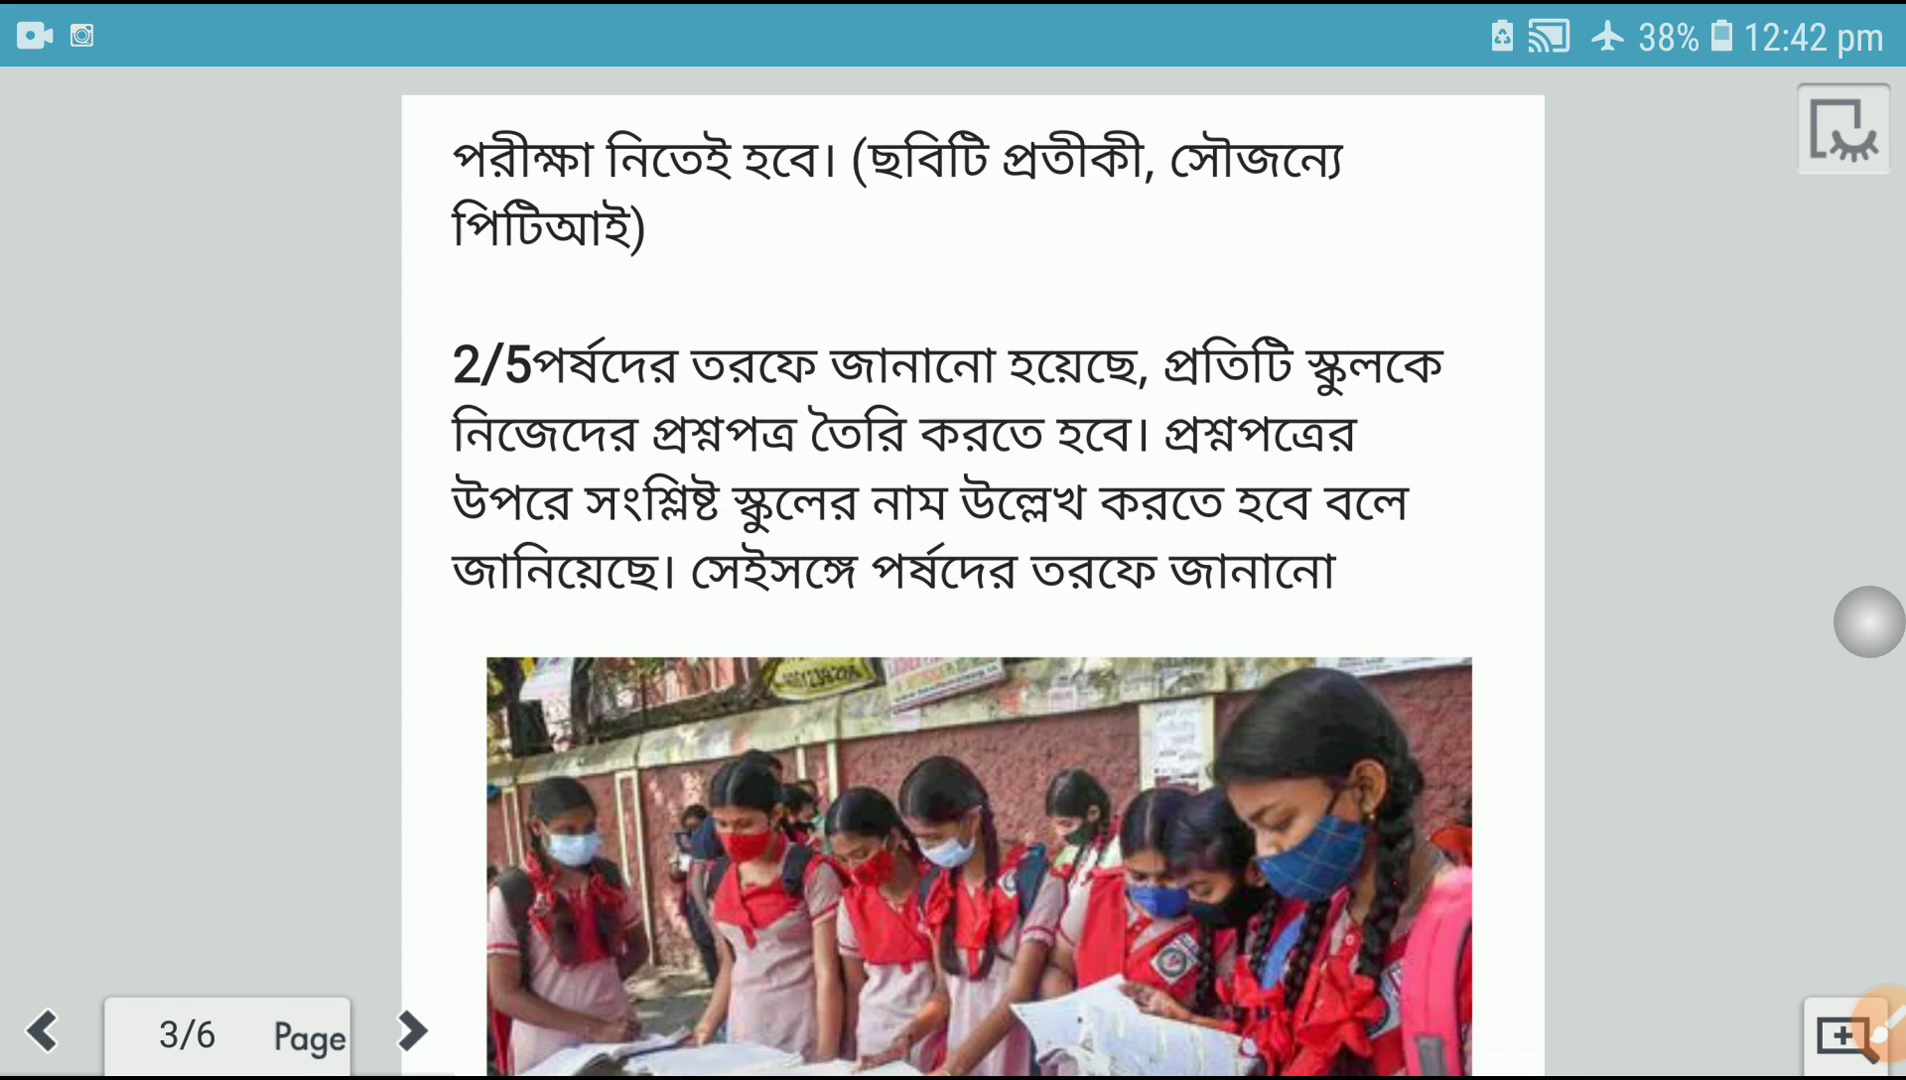 38% 12:42 pm
পরীক্ষা নিতেই হবে। (ছবিটি প্রতীকী, সৌজন্যে
পিটিআই)
2/5পর্ষদের তরফে জানানো হয়েছে, প্রতিটি স্কুলকে
নিজেদের প্রশ্নপত্র তৈরি করতে হবে। প্রশ্নপত্রের
উপরে সংশ্লিষ্ট স্কুলের নাম উল্লেখ করতে হবে বলে
জানিয়েছে। সেইসঙ্গে পর্ষদের তরফে জানানো
3/6 Page